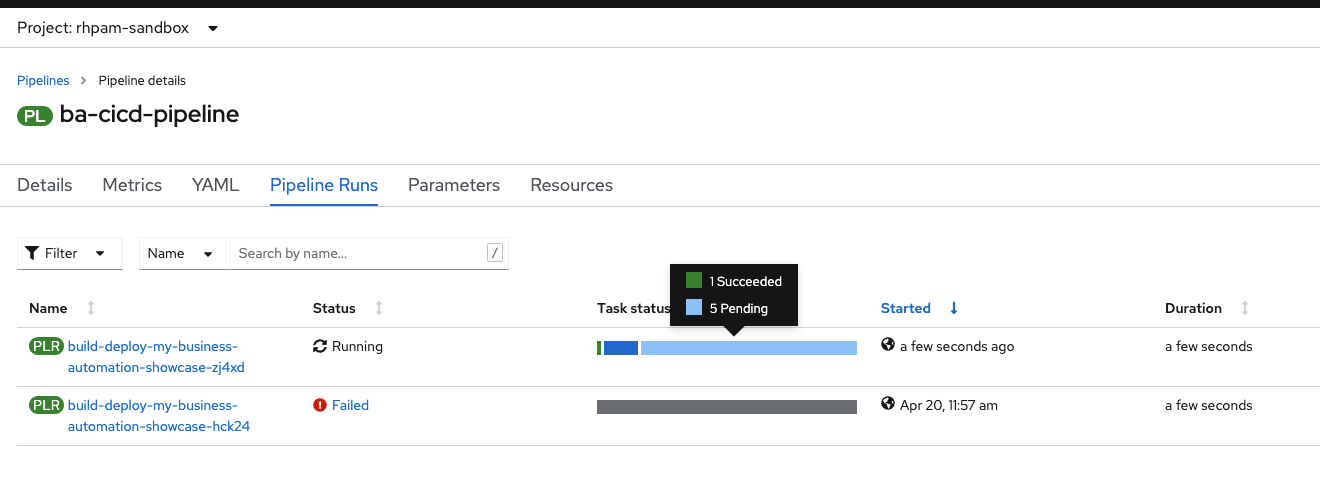 Project: rhpam-sandbox
Pipelines > Pipeline details
PL ba-cicd-pipeline
Details Metrics YAML Pipeline Runs Parameters Resources
Filter Name Search by name... /
1 Succeeded
5 Pending
Name Status Task status Started Duration
PLR build-deploy-my-business-
automation-showcase-zj4xd
Running a few seconds ago a few seconds
PLR build-deploy-my-business-
automation-showcase-hck24
Failed Apr 20, 11:57 am a few seconds